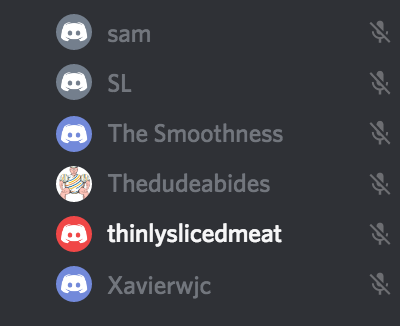 sam
SL
The Smoothness
Thedudeabides
thinlyslicedmeat
Xavierwjc